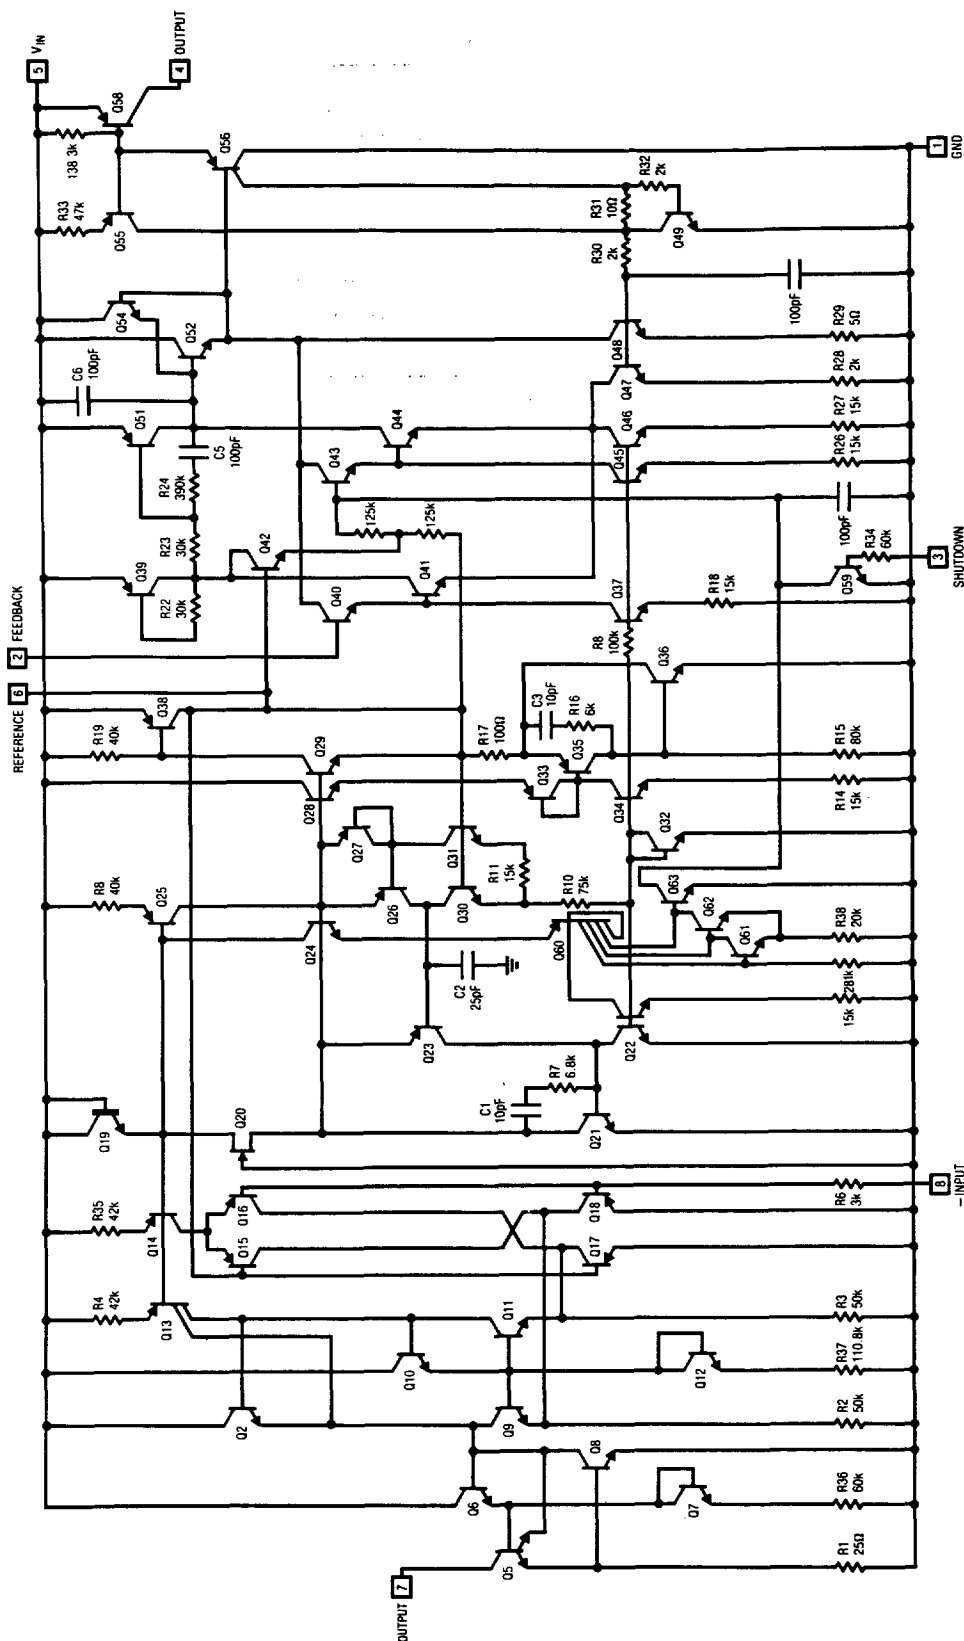 5 VIN
4 OUTPUT
Q58
138 3k
Q56
R33
47k
Q55
R32
2k
R31
10Ω
R30
2k
Q49
1
GND
Q54
Q52
C6
100pF
100pF
Q48
Q47
R29
5Ω
R28
2k
Q51
C5
100pF
R24
390k
Q44
Q43
Q46
Q45
R27
15k
R26
15k
R23
30k
Q39
R22
30k
Q42
125k
125k
Q41
Q40
100pF
R34
60k
Q59
3
SHUTDOWN
2 FEEDBACK
Q37
R18
15k
R8
100k
6
REFERENCE
Q38
R19
40k
Q29
Q28
R17
100Ω
C3
10pF
R16
6k
Q35
Q33
Q36
Q34
R15
80k
R14
15k
Q27
Q31
R11
15k
Q32
R8
40k
Q25
Q26
Q30
R10
75k
Q24
Q60
Q63
Q62
Q61
R38
20k
281k
15k
C2
25pF
Q23
Q22
R7
6.8k
C1
10pF
Q21
Q19
Q20
R35
42k
Q14
Q16
Q15
Q18
Q17
R6
3k
8
−INPUT
R4
42k
Q13
Q11
Q10
Q12
R3
50k
R37
110.8k
Q2
Q9
R2
50k
Q8
Q6
Q7
R36
60k
Q5
R1
25Ω
7
OUTPUT